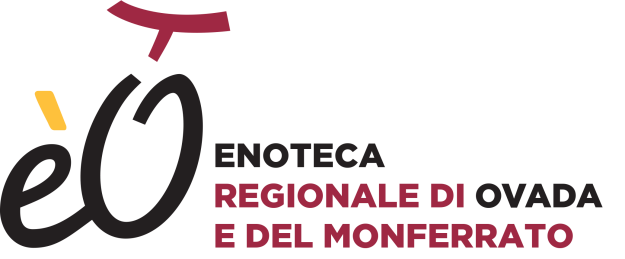 èO
ENOTECA
REGIONALE DI OVADA
E DEL MONFERRATO